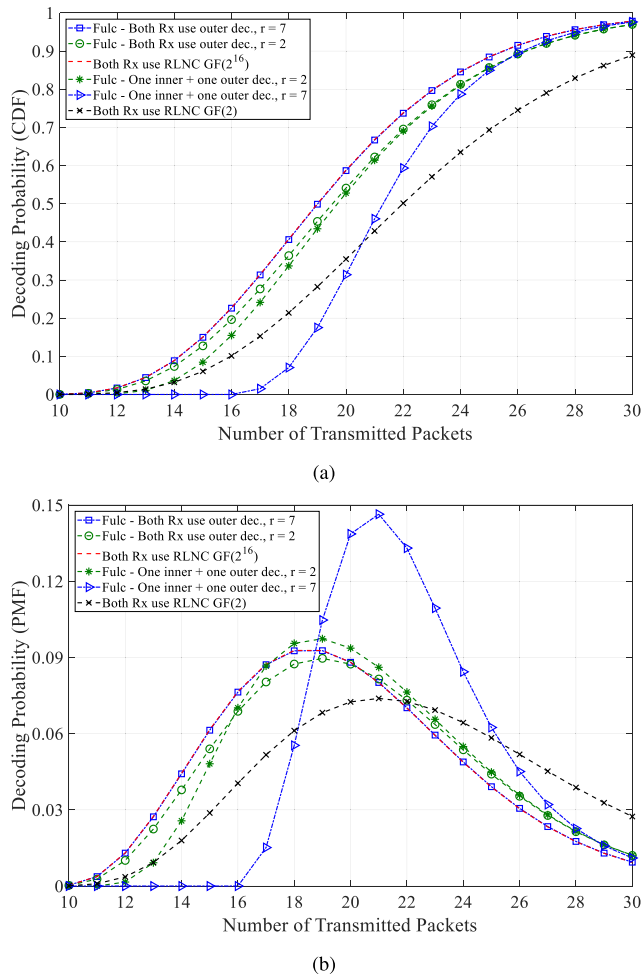 1
0.9
0.8
0.7
0.6
0.5
0.4
0.3
0.2
0.1
0
Decoding Probability (CDF)
Fulc - Both Rx use outer dec., r = 7
Fulc - Both Rx use outer dec., r = 2
Both Rx use RLNC GF(2^16)
Fulc - One inner + one outer dec., r = 2
Fulc - One inner + one outer dec., r = 7
Both Rx use RLNC GF(2)
10 12 14 16 18 20 22 24 26 28 30
Number of Transmitted Packets
(a)
0.15
0.12
0.09
0.06
0.03
0
Decoding Probability (PMF)
Fulc - Both Rx use outer dec., r = 7
Fulc - Both Rx use outer dec., r = 2
Both Rx use RLNC GF(2^16)
Fulc - One inner + one outer dec., r = 2
Fulc - One inner + one outer dec., r = 7
Both Rx use RLNC GF(2)
10 12 14 16 18 20 22 24 26 28 30
Number of Transmitted Packets
(b)